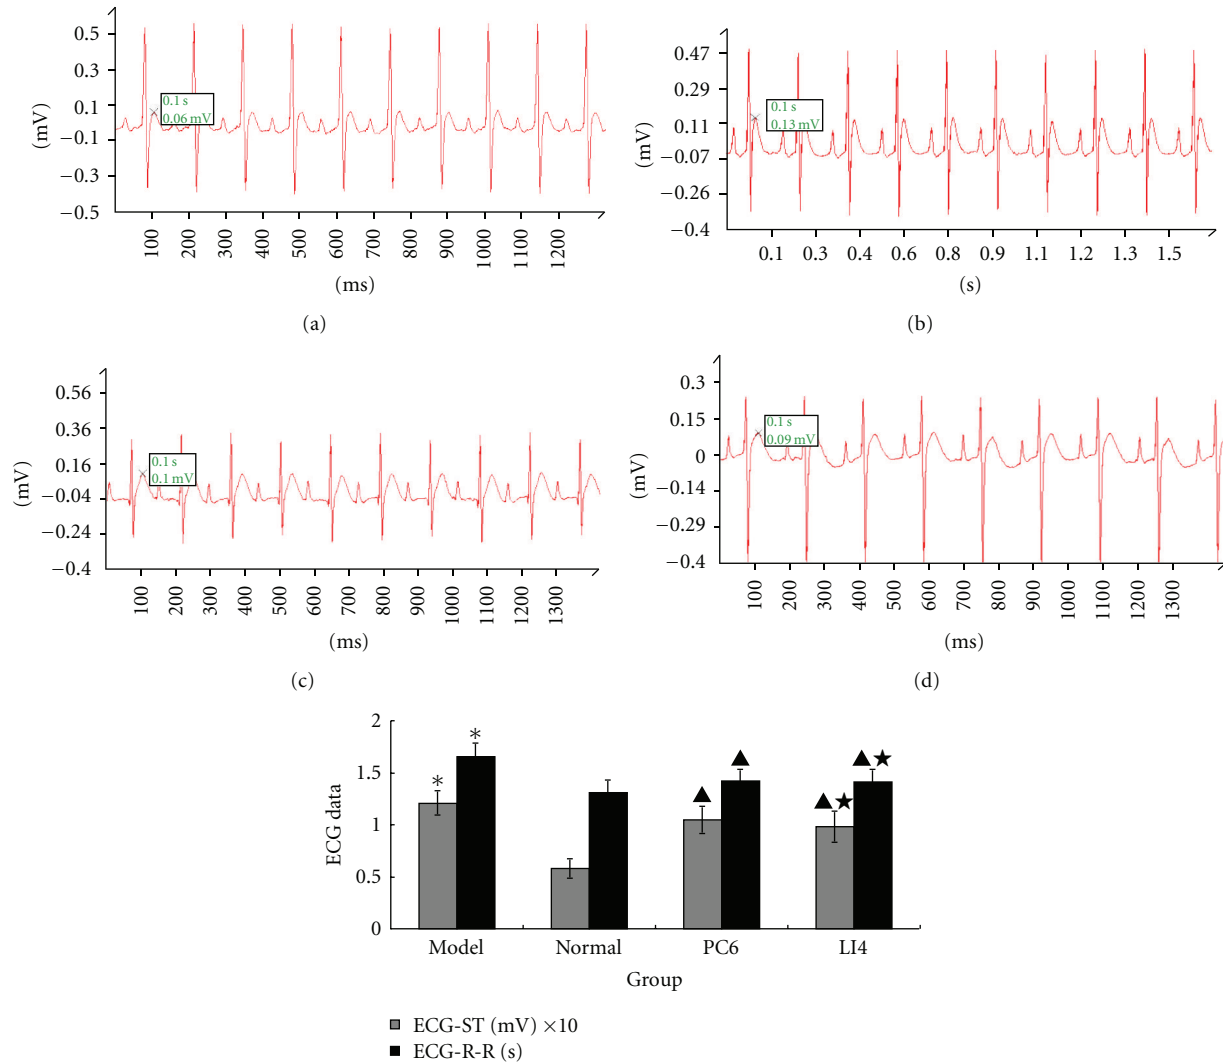 (a)
0.5
0.3
0.1
−0.1
−0.3
−0.5
(mV)
0.1 s
0.06 mV
100 200 300 400 500 600 700 800 900 1000 1100 1200
(ms)
(b)
0.47
0.29
0.11
−0.07
−0.26
−0.4
(mV)
0.1 s
0.13 mV
0.1 0.3 0.4 0.6 0.8 0.9 1.1 1.2 1.3 1.5
(s)
0.56
0.36
0.16
−0.04
−0.24
−0.4
(mV)
0.1 s
0.1 mV
100 200 300 400 500 600 700 800 900 1000 1100 1200 1300
(ms)
(c)
0.3
0.15
0
−0.14
−0.29
−0.4
(mV)
0.1 s
0.09 mV
100 200 300 400 500 600 700 800 900 1000 1100 1200 1300
(ms)
(d)
2
1.5
1
0.5
0
ECG data
* *
▲ ▲
▲★ ▲★
Model Normal PC6 LI4
Group
ECG-ST (mV) ×10
ECG-R-R (s)